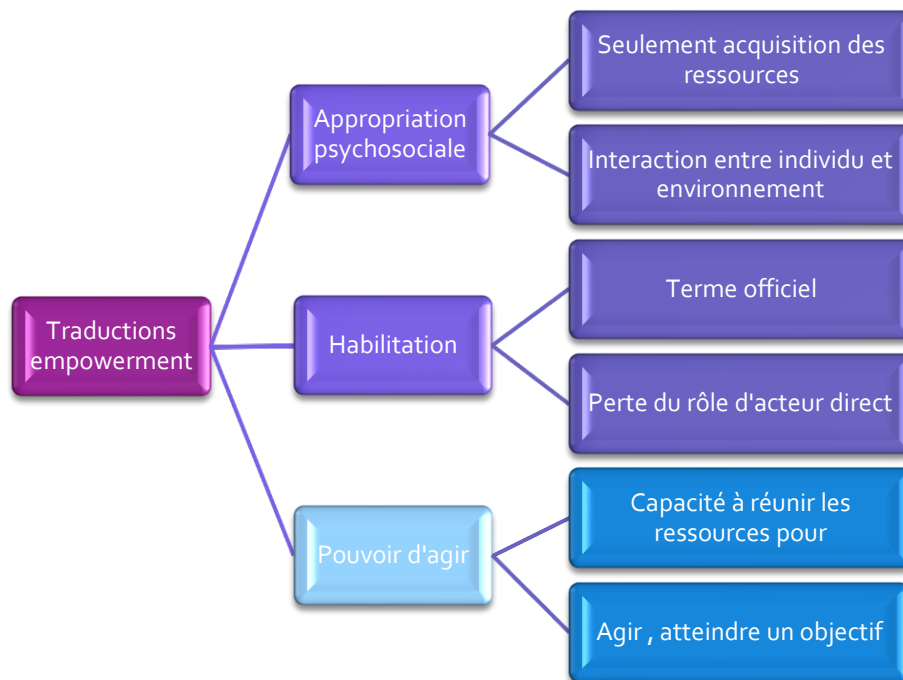 Traductions
empowerment
Appropriation
psychosociale
Seulement acquisition des
ressources
Interaction entre individu et
environnement
Habilitation
Terme officiel
Perte du rôle d'acteur direct
Pouvoir d'agir
Capacité à réunir les
ressources pour
Agir , atteindre un objectif